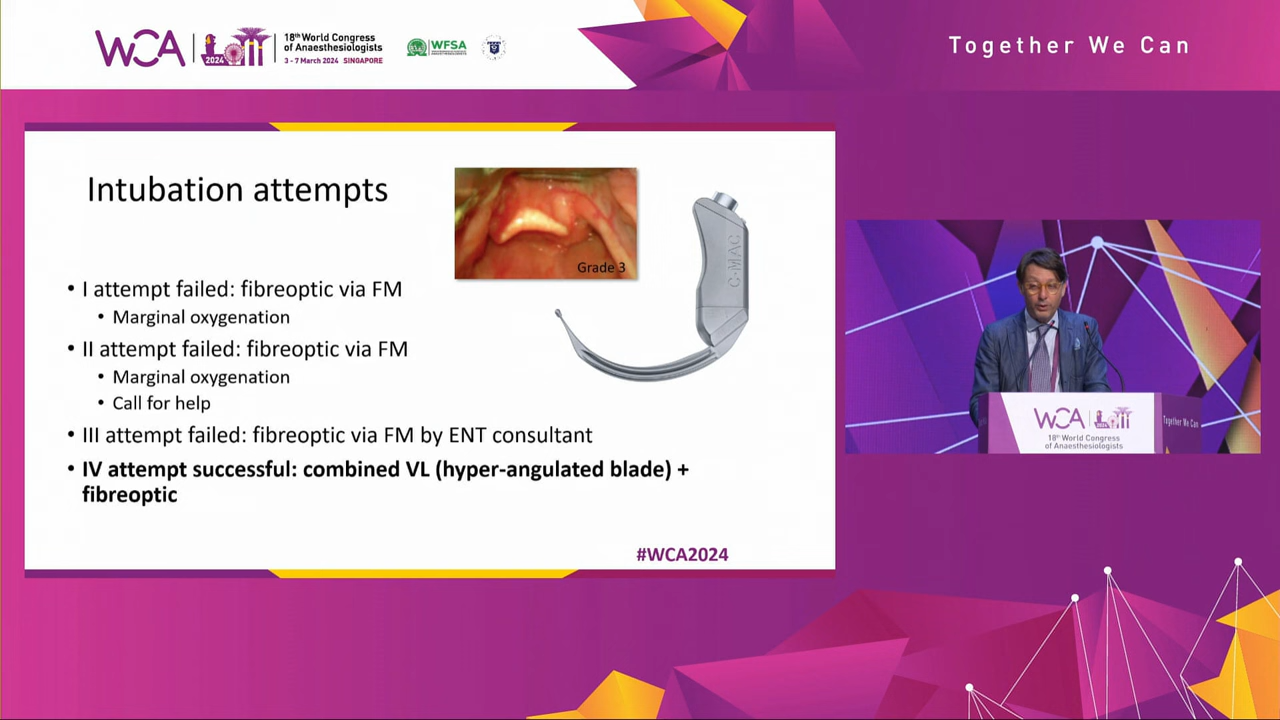 WCA
2024
18th World Congress
of Anaesthesiologists
3 - 7 March 2024 SINGAPORE
WFSA
Together We Can
Intubation attempts
Grade 3
C-MAC
• I attempt failed: fibreoptic via FM
• Marginal oxygenation
• II attempt failed: fibreoptic via FM
• Marginal oxygenation
• Call for help
• III attempt failed: fibreoptic via FM by ENT consultant
• IV attempt successful: combined VL (hyper-angulated blade) +
fibreoptic
#WCA2024
WCA
18th World Congress
of Anaesthesiologists
Together We Can